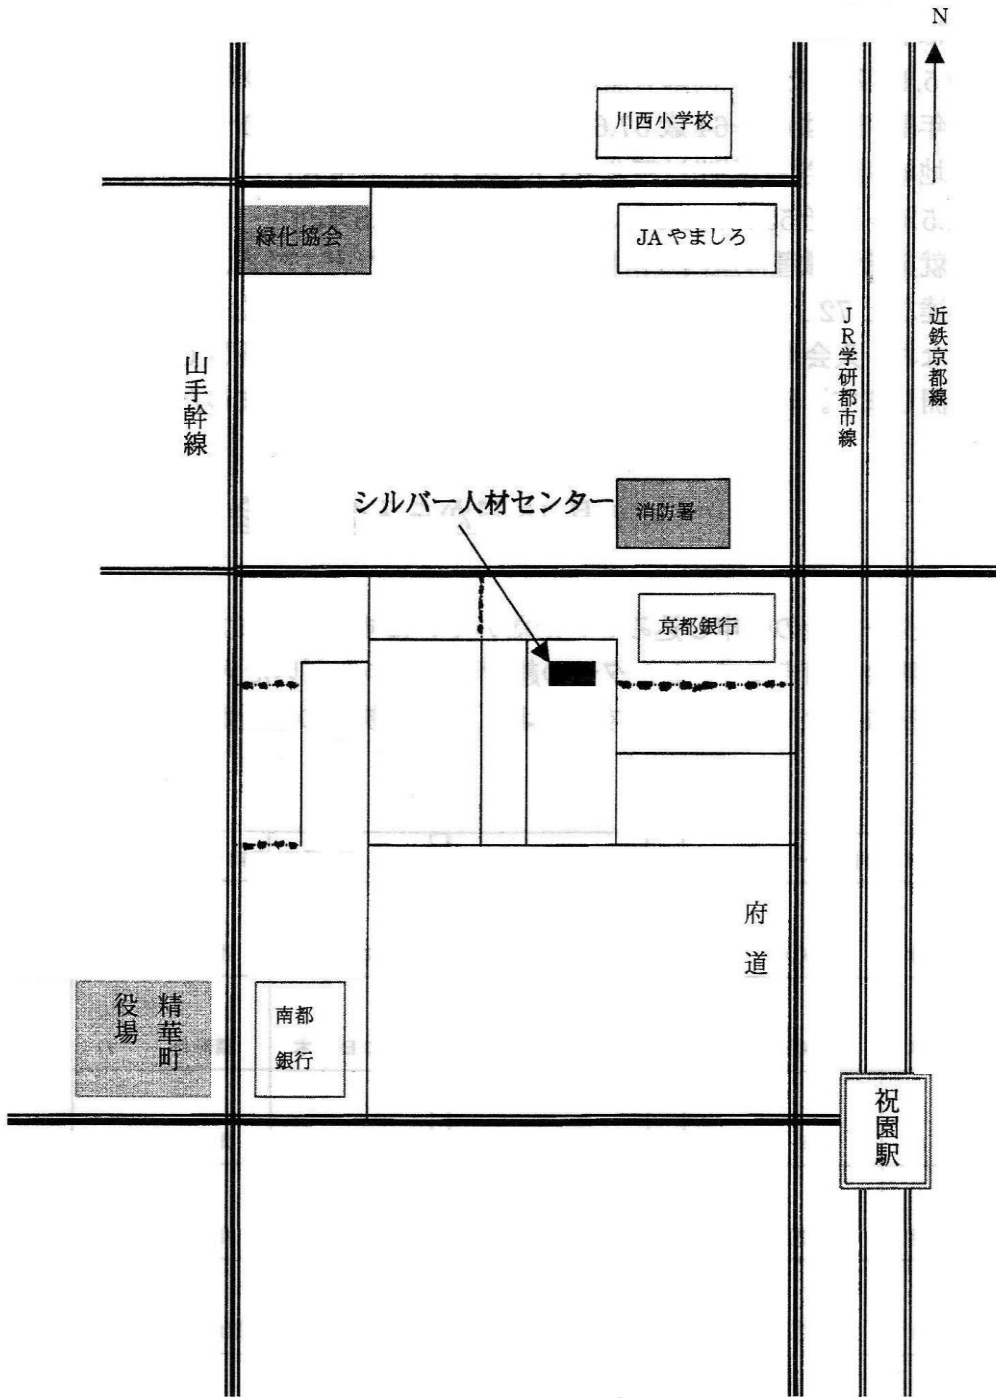 N
川西小学校
緑化協会
JAやましろ
山手幹線
JR学研都市線
近鉄京都線
シルバー人材センター
消防署
京都銀行
府道
精華町
役場
南都
銀行
祝園駅